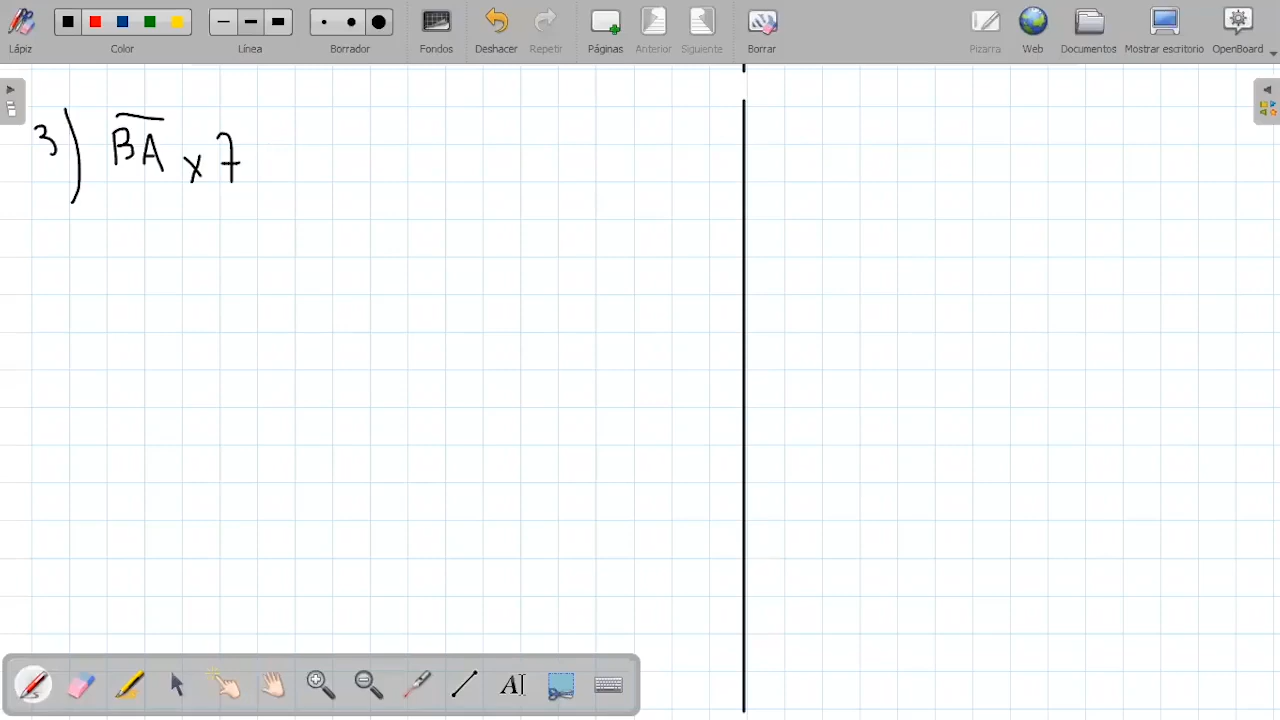 Lápiz Color Línea Borrador Fondos Deshacer Repetir Páginas Anterior Siguiente Borrar Pizarra Web Documentos Mostrar escritorio OpenBoard
3) B͞A x 7
AI